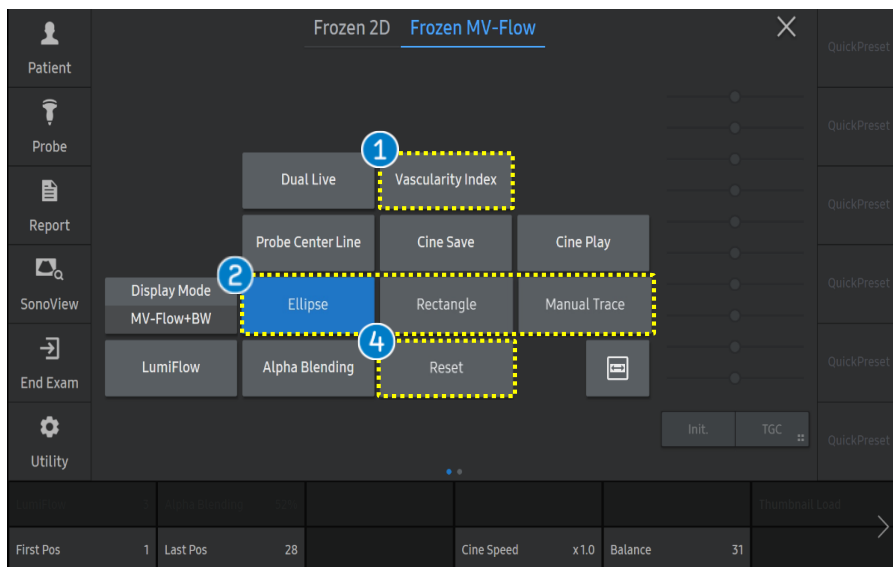 Frozen 2D Frozen MV-Flow
Patient
QuickPreset
Probe
QuickPreset
1
Dual Live Vascularity Index
Report
QuickPreset
Probe Center Line Cine Save Cine Play
2
SonoView
Display Mode
MV-Flow+BW
Ellipse Rectangle Manual Trace
QuickPreset
4
End Exam
LumiFlow Alpha Blending Reset
QuickPreset
Init. TGC
Utility
QuickPreset
Thumbnail Load
First Pos 1 Last Pos 28 Cine Speed x1.0 Balance 31